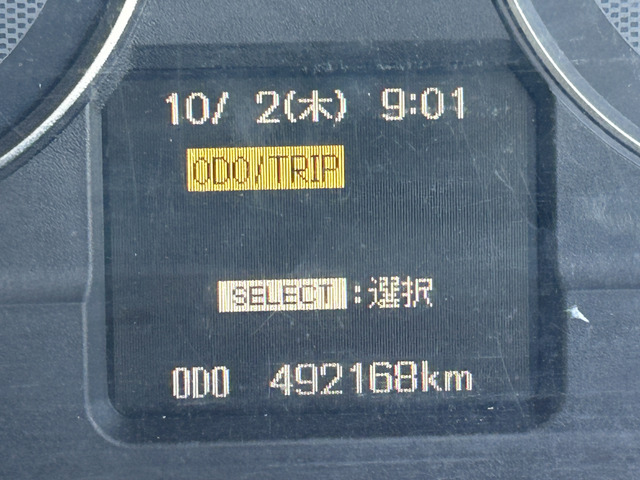 10/ 2(木) 9:01
ODO/TRIP
SELECT:選択
ODO 492168km